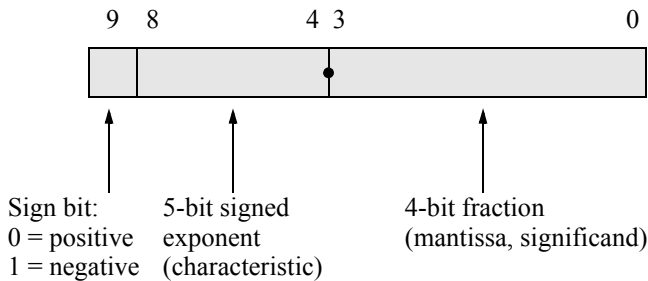 9 8 4 3 0
Sign bit:
0 = positive
1 = negative
5-bit signed
exponent
(characteristic)
4-bit fraction
(mantissa, significand)